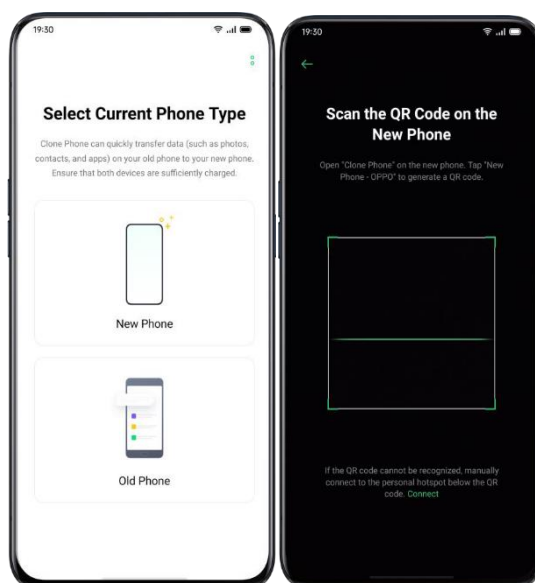 19:30
Select Current Phone Type
Clone Phone can quickly transfer data (such as photos,
contacts, and apps) on your old phone to your new phone.
Ensure that both devices are sufficiently charged.
New Phone
Old Phone
19:30
Scan the QR Code on the
New Phone
Open "Clone Phone" on the new phone. Tap "New
Phone - OPPO" to generate a QR code.
If the QR code cannot be recognized, manually
connect to the personal hotspot below the QR
code. Connect